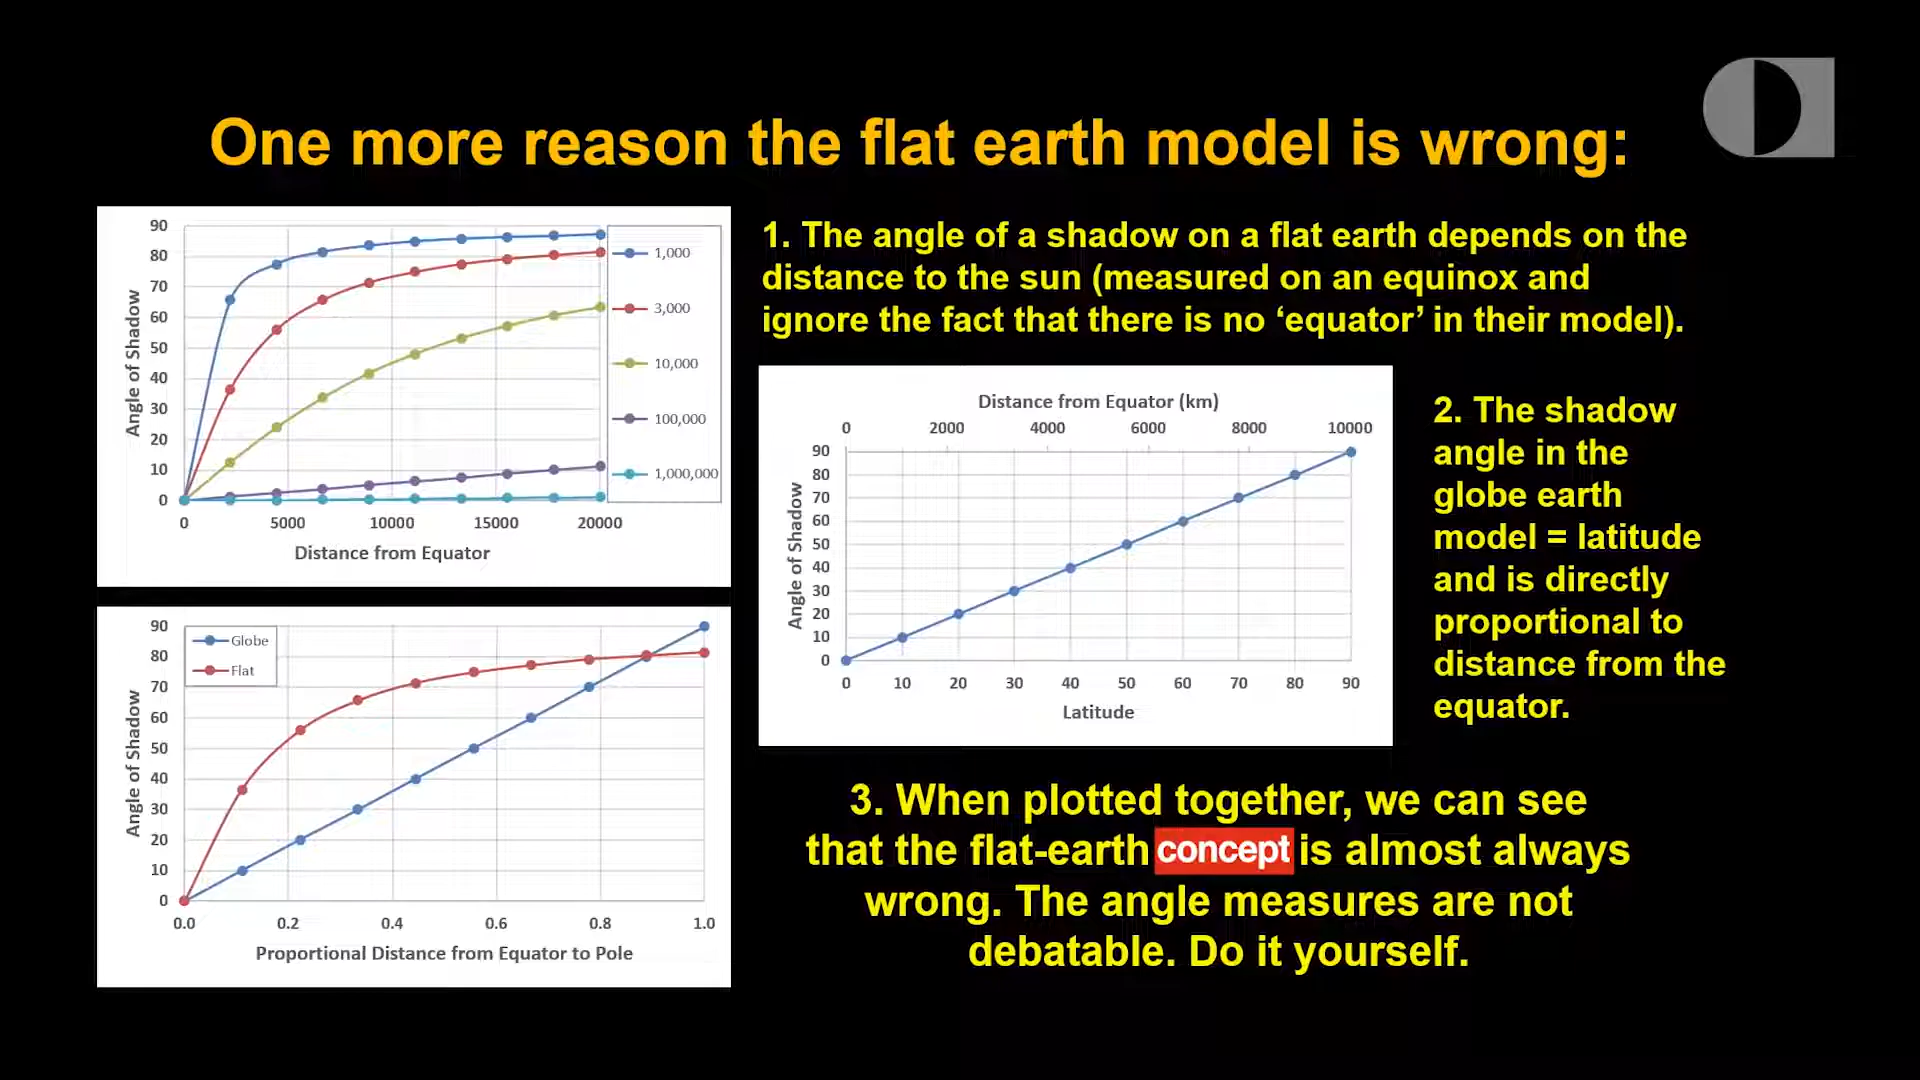 One more reason the flat earth model is wrong:
90
80
70
60
50
40
30
20
10
0
Angle of Shadow
0 5000 10000 15000 20000
Distance from Equator
1,000
3,000
10,000
100,000
1,000,000
1. The angle of a shadow on a flat earth depends on the
distance to the sun (measured on an equinox and
ignore the fact that there is no ‘equator’ in their model).
Distance from Equator (km)
0 2000 4000 6000 8000 10000
90
80
70
60
50
40
30
20
10
0
Angle of Shadow
0 10 20 30 40 50 60 70 80 90
Latitude
2. The shadow
angle in the
globe earth
model = latitude
and is directly
proportional to
distance from the
equator.
90
80
70
60
50
40
30
20
10
0
Angle of Shadow
Globe
Flat
0.0 0.2 0.4 0.6 0.8 1.0
Proportional Distance from Equator to Pole
3. When plotted together, we can see
that the flat-earth concept is almost always
wrong. The angle measures are not
debatable. Do it yourself.